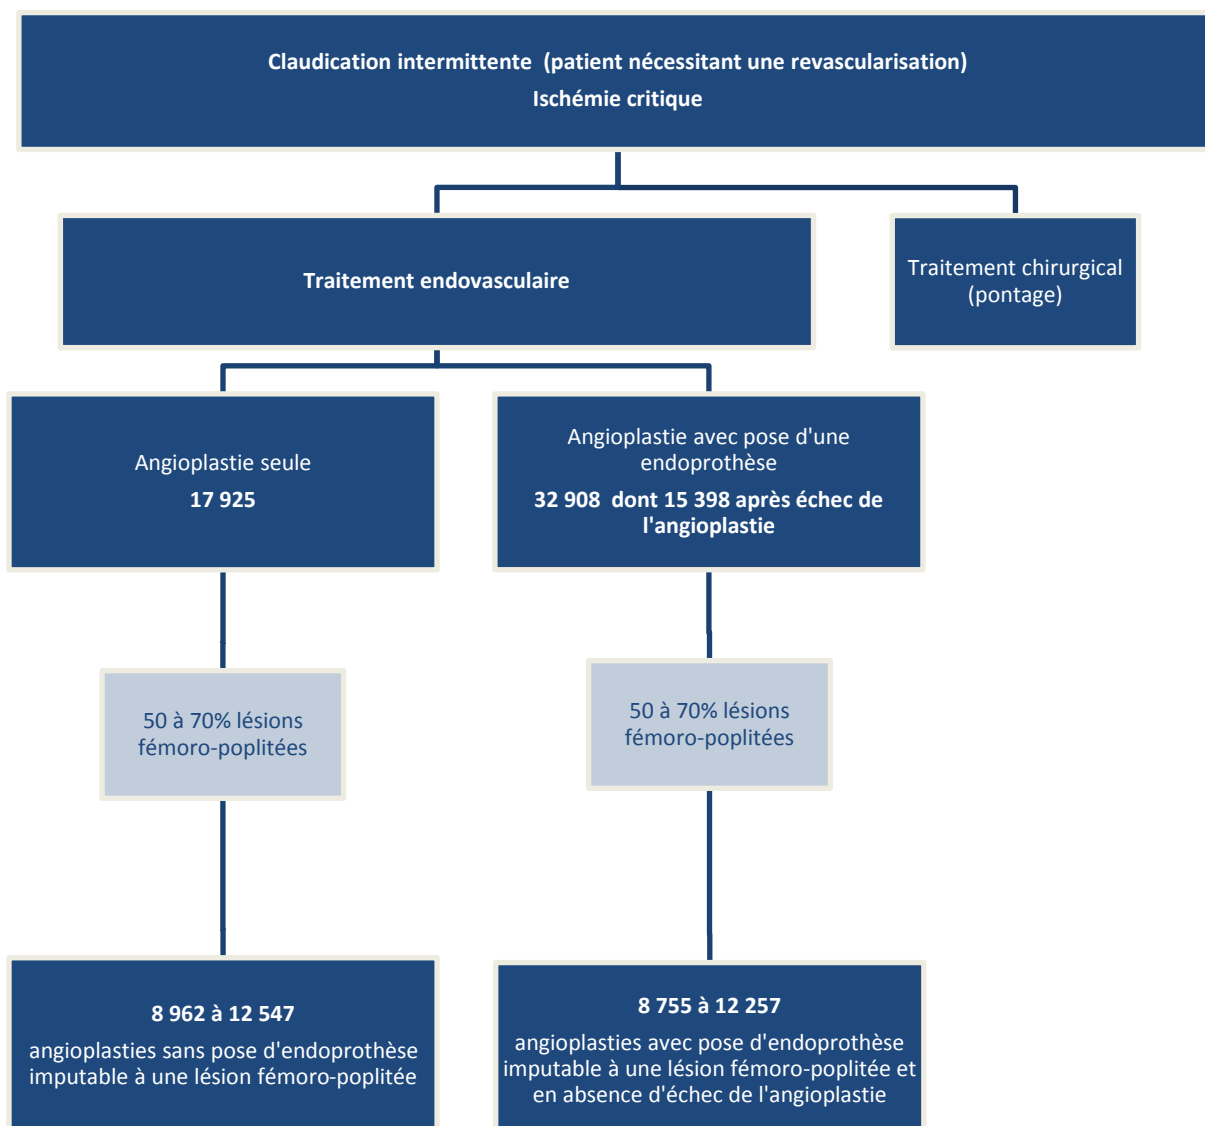 Claudication intermittente (patient nécessitant une revascularisation)
Ischémie critique
Traitement endovasculaire
Traitement chirurgical
(pontage)
Angioplastie seule
17 925
Angioplastie avec pose d'une
endoprothèse
32 908 dont 15 398 après échec de
l'angioplastie
50 à 70% lésions
fémoro-poplitées
50 à 70% lésions
fémoro-poplitées
8 962 à 12 547
angioplasties sans pose d'endoprothèse
imputable à une lésion fémoro-poplitée
8 755 à 12 257
angioplasties avec pose d'endoprothèse
imputable à une lésion fémoro-poplitée et
en absence d'échec de l'angioplastie